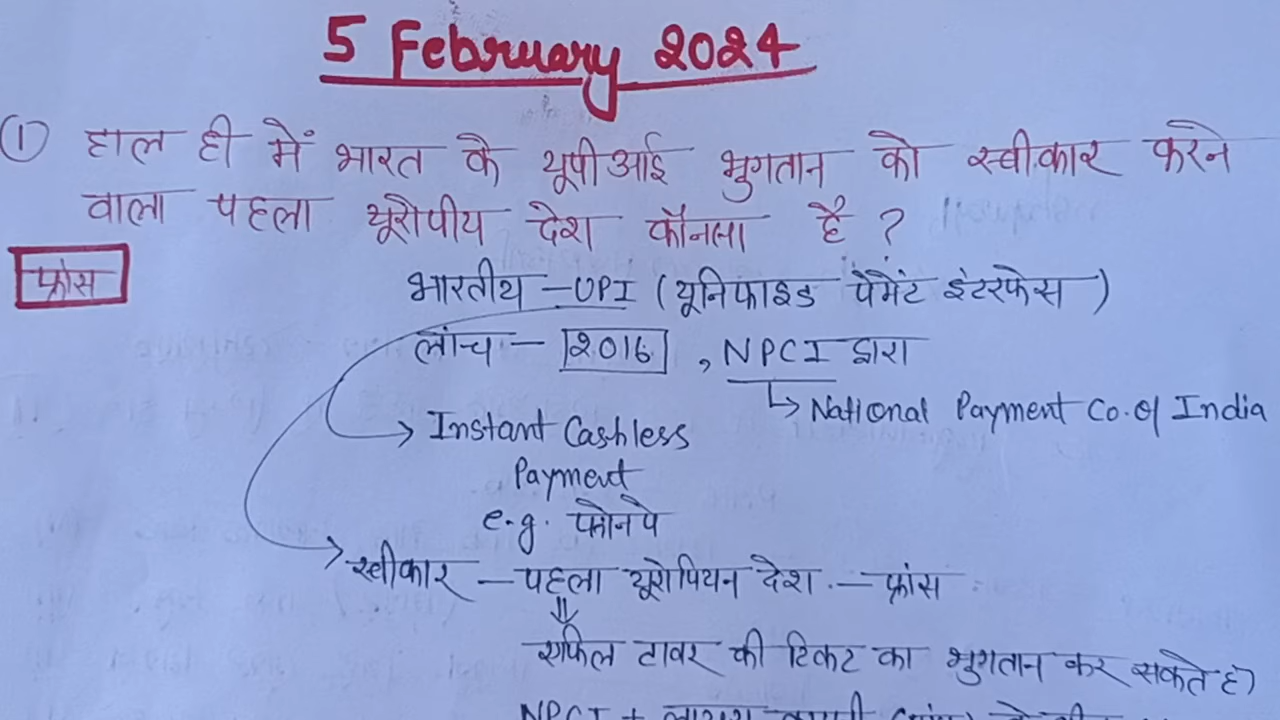 5 February 2024
① हाल ही में भारत के यूपीआई भुगतान को स्वीकार करने
वाला पहला यूरोपीय देश कौनसा है ?
फ्रांस
भारतीय – UPI (यूनिफाइड पेमेंट इंटरफेस)
लांच – 2016 , NPCI द्वारा
↳ National Payment Co. of India
→ Instant Cashless
Payment
e.g. फोनपे
→ स्वीकार – पहला यूरोपियन देश . – फ्रांस
⇓
एफिल टावर की टिकट का भुगतान कर सकते है
NPCI +